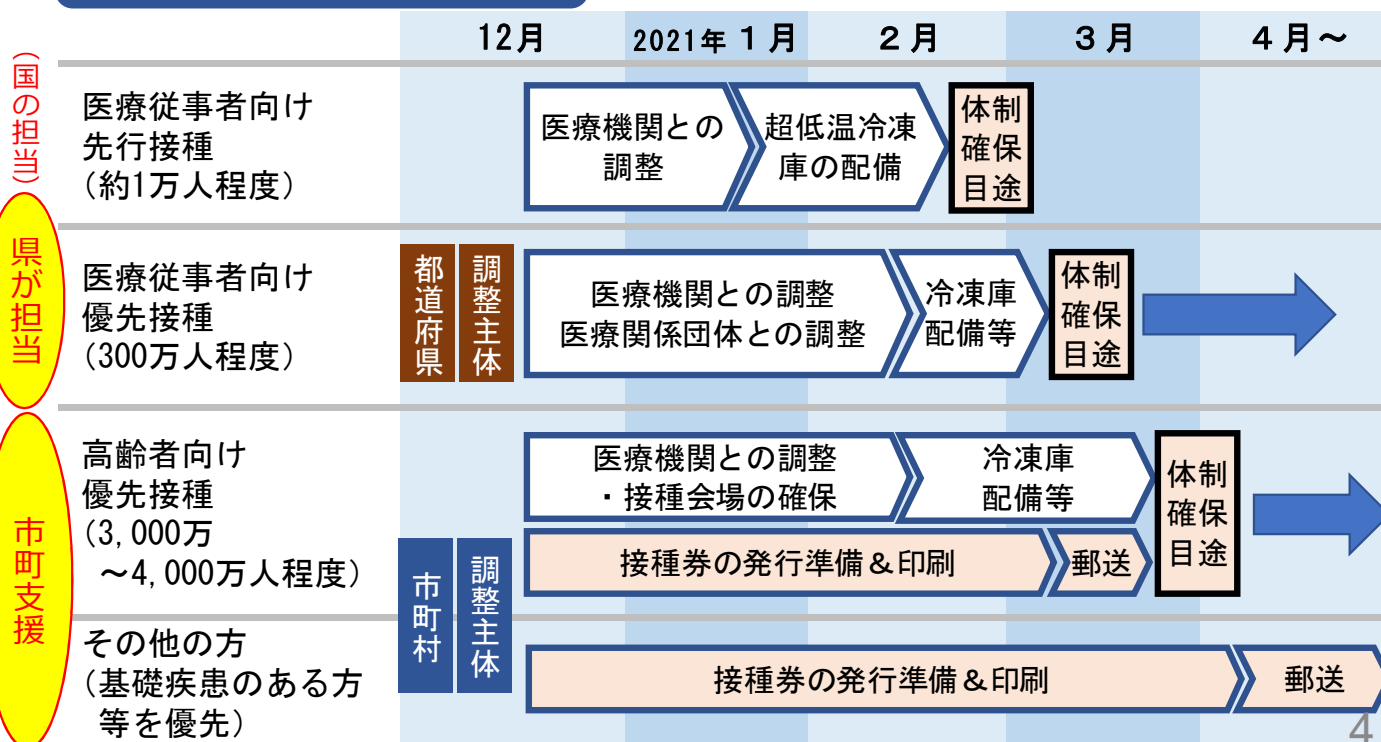 12月
2021年 1月
2月
3月
4月～
(国の担当)
医療従事者向け
先行接種
(約1万人程度)
医療機関との
調整
超低温冷凍
庫の配備
体制
確保
目途
県が担当
医療従事者向け
優先接種
(300万人程度)
都道府県
調整主体
医療機関との調整
医療関係団体との調整
冷凍庫
配備等
体制
確保
目途
市町支援
高齢者向け
優先接種
(3,000万
～4,000万人程度)
市町村
調整主体
医療機関との調整
・接種会場の確保
冷凍庫
配備等
接種券の発行準備＆印刷
郵送
体制
確保
目途
その他の方
(基礎疾患のある方
等を優先)
接種券の発行準備＆印刷
郵送
4